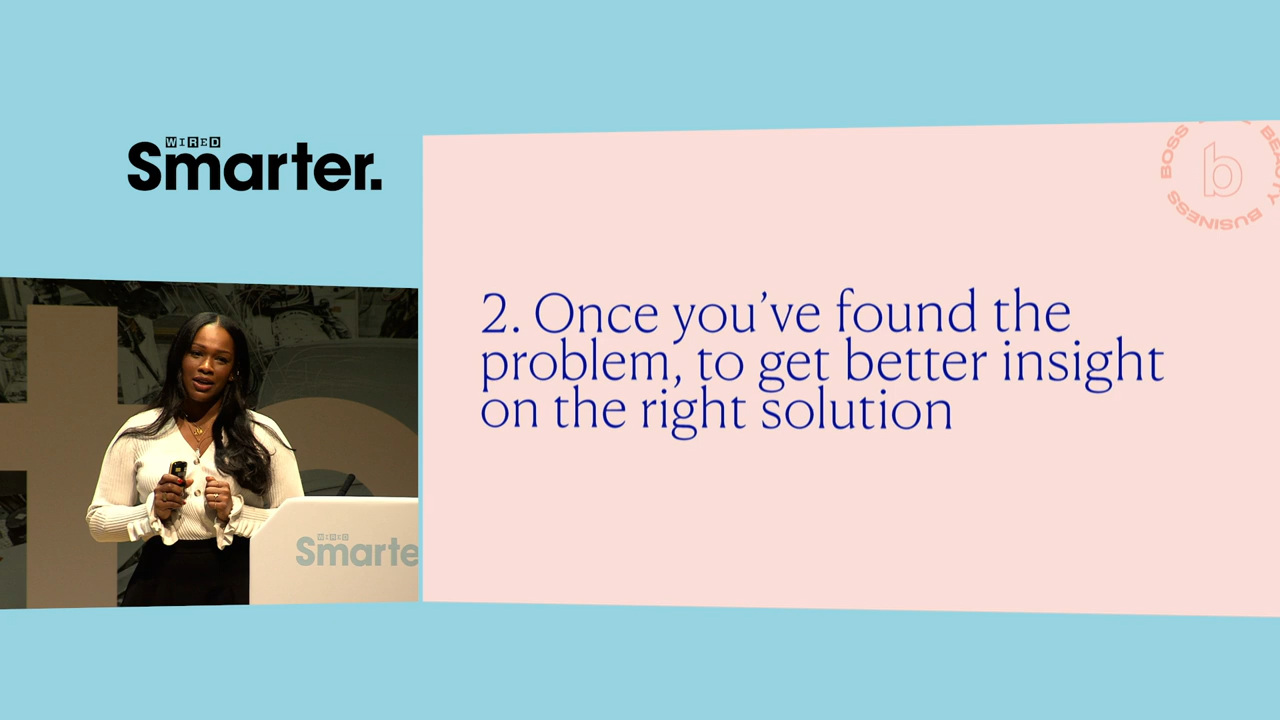 WIRED
Smarter.
BOSS BEAUTY BUSINESS
b
2. Once you’ve found the
problem, to get better insight
on the right solution
WIRED
Smarte